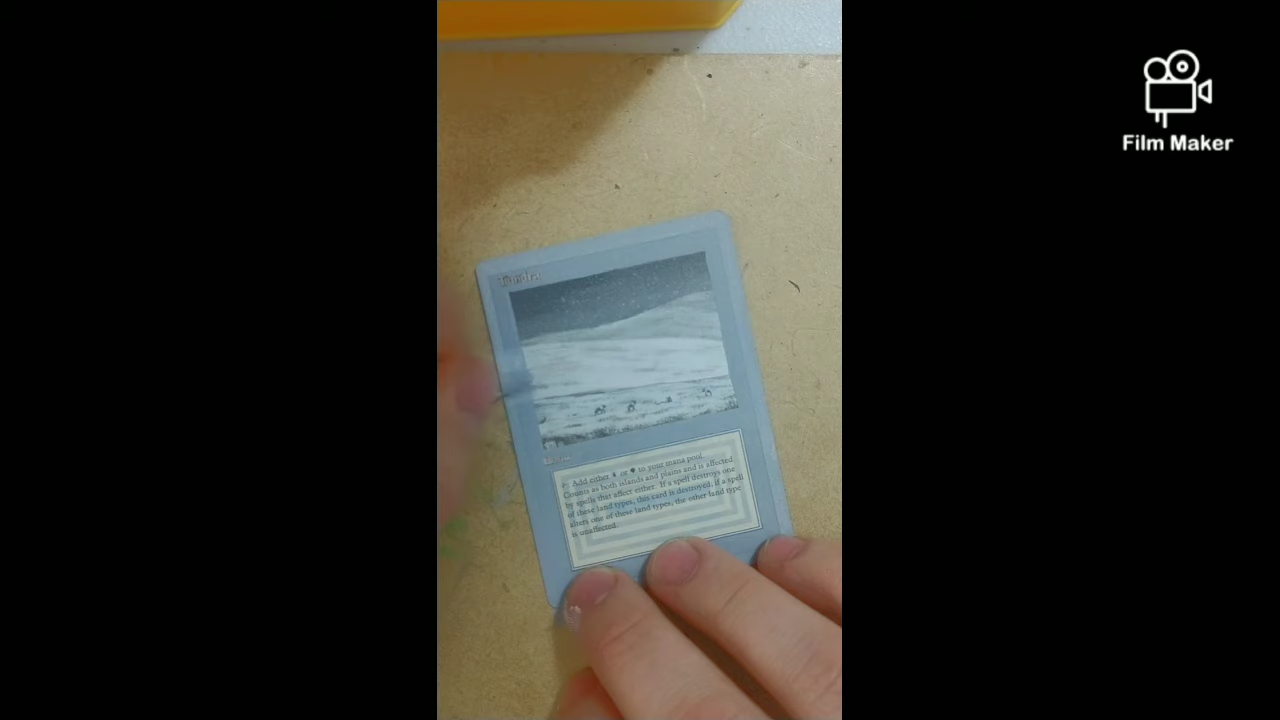 Film Maker
Tundra
Land
: Add either or to your mana pool.
Counts as both islands and plains and is affected
by spells that affect either. If a spell destroys one
of these land types, this card is destroyed; if a spell
alters one of these land types, the other land type
is unaffected.